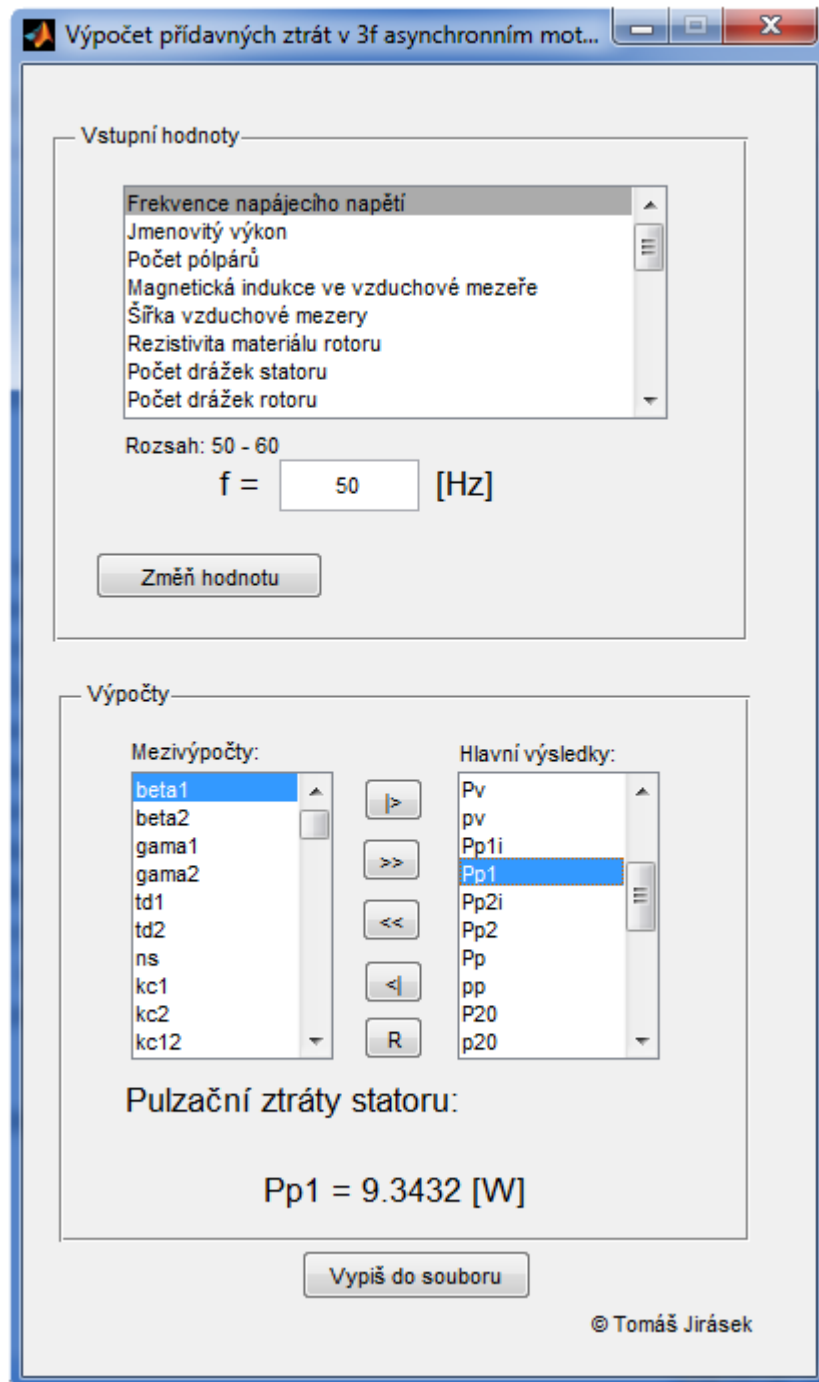 Výpočet přídavných ztrát v 3f asynchronním mot...
Vstupní hodnoty
Frekvence napájecího napětí
Jmenovitý výkon
Počet pólpárů
Magnetická indukce ve vzduchové mezeře
Šířka vzduchové mezery
Rezistivita materiálu rotoru
Počet drážek statoru
Počet drážek rotoru
Rozsah: 50 - 60
f = 50 [Hz]
Změň hodnotu
Výpočty
Mezivýpočty:
beta1
beta2
gama1
gama2
td1
td2
ns
kc1
kc2
kc12
|>
>>
<<
<|
R
Hlavní výsledky:
Pv
pv
Pp1i
Pp1
Pp2i
Pp2
Pp
pp
P20
p20
Pulzační ztráty statoru:
Pp1 = 9.3432 [W]
Vypiš do souboru
© Tomáš Jirásek